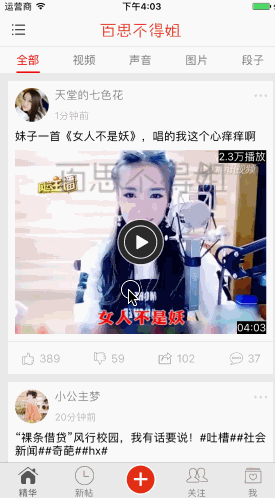 运营商 下午4:03
百思不得姐
全部 视频 声音 图片 段子
天堂的七色花
1分钟前
妹子一首《女人不是妖》，唱的我这个心痒痒啊
2.3万播放
百思不得姐
女人不是妖
04:03
389 59 102 37
小公主梦
20分钟前
“裸条借贷”风行校园，我有话要说！#吐槽##社会
新闻##奇葩##hx#
精华 新帖 关注 我